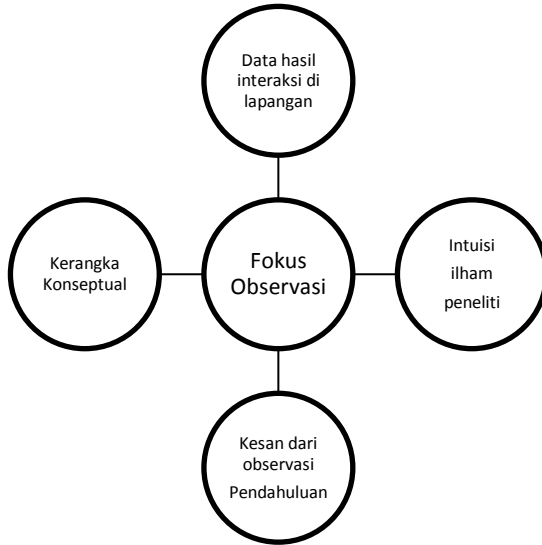 Data hasil
interaksi di
lapangan
Kerangka
Konseptual
Fokus
Observasi
Intuisi
ilham
peneliti
Kesan dari
observasi
Pendahuluan